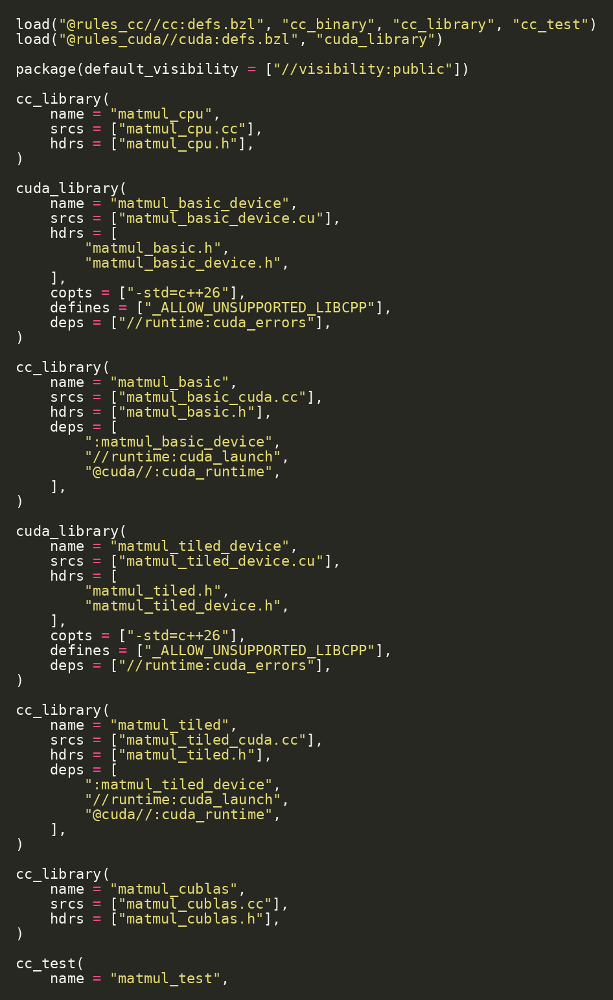 load("@rules_cc//cc:defs.bzl", "cc_binary", "cc_library", "cc_test")
load("@rules_cuda//cuda:defs.bzl", "cuda_library")

package(default_visibility = ["//visibility:public"])

cc_library(
    name = "matmul_cpu",
    srcs = ["matmul_cpu.cc"],
    hdrs = ["matmul_cpu.h"],
)

cuda_library(
    name = "matmul_basic_device",
    srcs = ["matmul_basic_device.cu"],
    hdrs = [
        "matmul_basic.h",
        "matmul_basic_device.h",
    ],
    copts = ["-std=c++26"],
    defines = ["_ALLOW_UNSUPPORTED_LIBCPP"],
    deps = ["//runtime:cuda_errors"],
)

cc_library(
    name = "matmul_basic",
    srcs = ["matmul_basic_cuda.cc"],
    hdrs = ["matmul_basic.h"],
    deps = [
        ":matmul_basic_device",
        "//runtime:cuda_launch",
        "@cuda//:cuda_runtime",
    ],
)

cuda_library(
    name = "matmul_tiled_device",
    srcs = ["matmul_tiled_device.cu"],
    hdrs = [
        "matmul_tiled.h",
        "matmul_tiled_device.h",
    ],
    copts = ["-std=c++26"],
    defines = ["_ALLOW_UNSUPPORTED_LIBCPP"],
    deps = ["//runtime:cuda_errors"],
)

cc_library(
    name = "matmul_tiled",
    srcs = ["matmul_tiled_cuda.cc"],
    hdrs = ["matmul_tiled.h"],
    deps = [
        ":matmul_tiled_device",
        "//runtime:cuda_launch",
        "@cuda//:cuda_runtime",
    ],
)

cc_library(
    name = "matmul_cublas",
    srcs = ["matmul_cublas.cc"],
    hdrs = ["matmul_cublas.h"],
)

cc_test(
    name = "matmul_test",